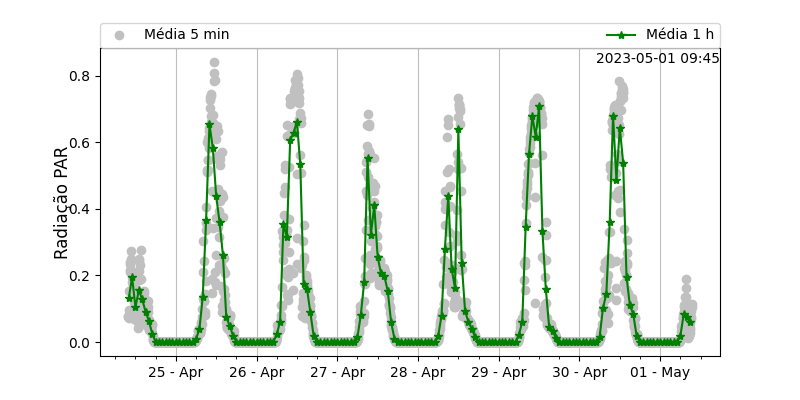 Média 5 min
Média 1 h
2023-05-01 09:45
Radiação PAR
0.8
0.6
0.4
0.2
0.0
25 - Apr
26 - Apr
27 - Apr
28 - Apr
29 - Apr
30 - Apr
01 - May